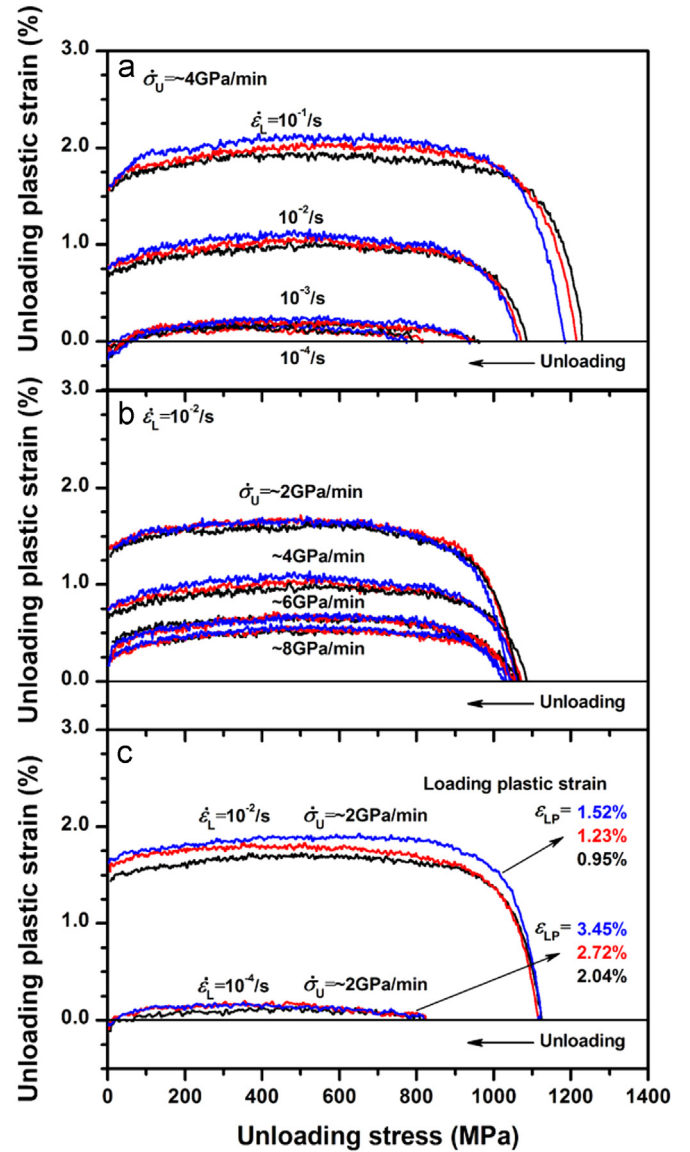 Unloading plastic strain (%)
3.0
2.0
1.0
0.0
a
σ̇U=~4GPa/min
ε̇L=10-1/s
10-2/s
10-3/s
10-4/s
Unloading
Unloading plastic strain (%)
3.0
2.0
1.0
0.0
b
ε̇L=10-2/s
σ̇U=~2GPa/min
~4GPa/min
~6GPa/min
~8GPa/min
Unloading
Unloading plastic strain (%)
3.0
2.0
1.0
0.0
c
Loading plastic strain
ε̇L=10-2/s σ̇U=~2GPa/min
εLP= 1.52%
1.23%
0.95%
εLP= 3.45%
2.72%
2.04%
ε̇L=10-4/s σ̇U=~2GPa/min
Unloading
0 200 400 600 800 1000 1200 1400
Unloading stress (MPa)